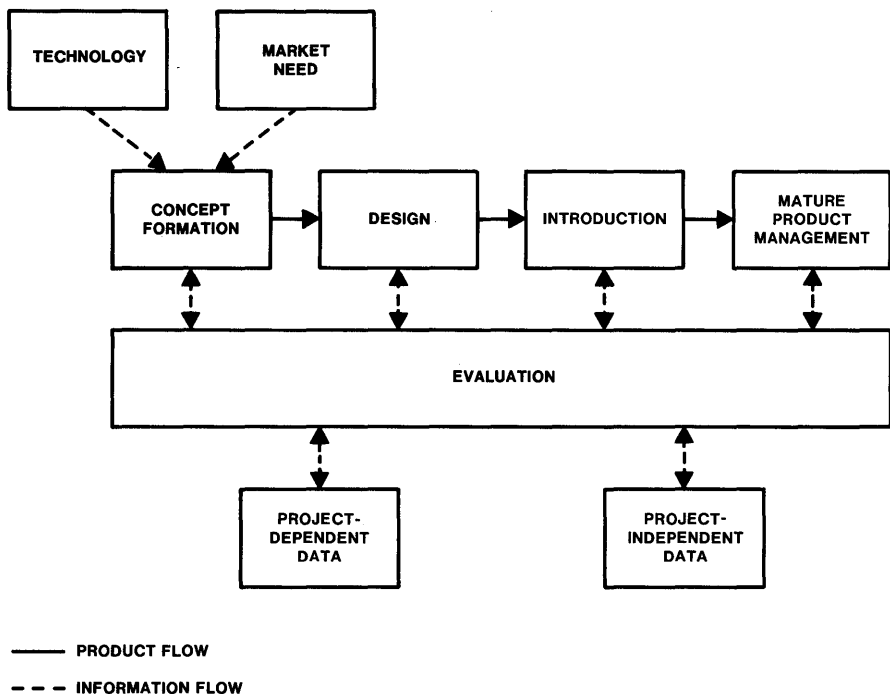 TECHNOLOGY
MARKET
NEED
CONCEPT
FORMATION
DESIGN
INTRODUCTION
MATURE
PRODUCT
MANAGEMENT
EVALUATION
PROJECT-
DEPENDENT
DATA
PROJECT-
INDEPENDENT
DATA
PRODUCT FLOW
INFORMATION FLOW